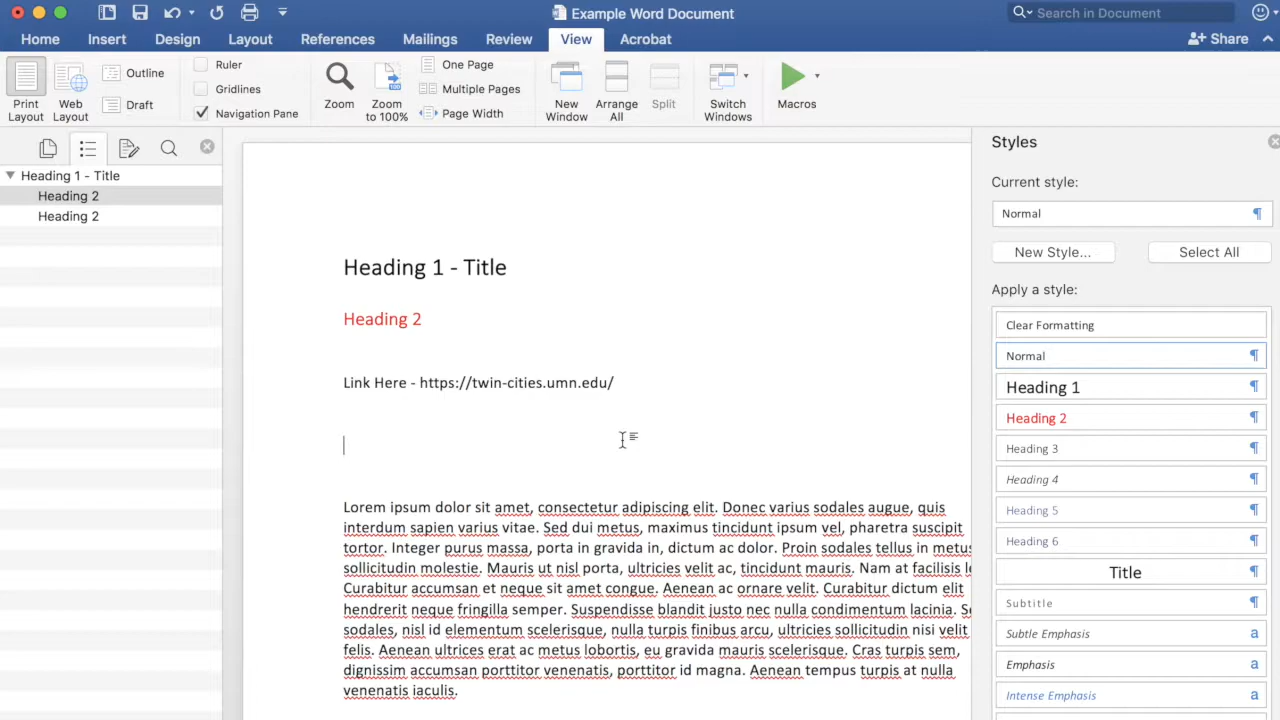 Example Word Document
Search in Document
Home Insert Design Layout References Mailings Review View Acrobat
Share
Print Layout
Web Layout
Outline
Draft
Ruler
Gridlines
Navigation Pane
Zoom
Zoom to 100%
One Page
Multiple Pages
Page Width
New Window
Arrange All
Split
Switch Windows
Macros
Heading 1 - Title
Heading 2
Heading 2
Heading 1 - Title
Heading 2
Link Here - https://twin-cities.umn.edu/
Lorem ipsum dolor sit amet, consectetur adipiscing elit. Donec varius sodales augue, quis
interdum sapien varius vitae. Sed dui metus, maximus tincidunt ipsum vel, pharetra suscipit
tortor. Integer purus massa, porta in gravida in, dictum ac dolor. Proin sodales tellus in metus
sollicitudin molestie. Mauris ut nisl porta, ultricies velit ac, tincidunt mauris. Nam at facilisis
Curabitur accumsan et neque sit amet congue. Aenean ac ornare velit. Curabitur dictum elit
hendrerit neque fringilla semper. Suspendisse blandit justo nec nulla condimentum lacinia.
sodales, nisl id elementum scelerisque, nulla turpis finibus arcu, ultricies sollicitudin nisi velit
felis. Aenean ultrices erat ac metus lobortis, eu gravida mauris scelerisque. Cras turpis sem,
dignissim accumsan porttitor venenatis, porttitor id magna. Aenean tempus turpis at nulla
venenatis iaculis.
Styles
Current style:
Normal
New Style...
Select All
Apply a style:
Clear Formatting
Normal
Heading 1
Heading 2
Heading 3
Heading 4
Heading 5
Heading 6
Title
Subtitle
Subtle Emphasis
a
Emphasis
a
Intense Emphasis
a